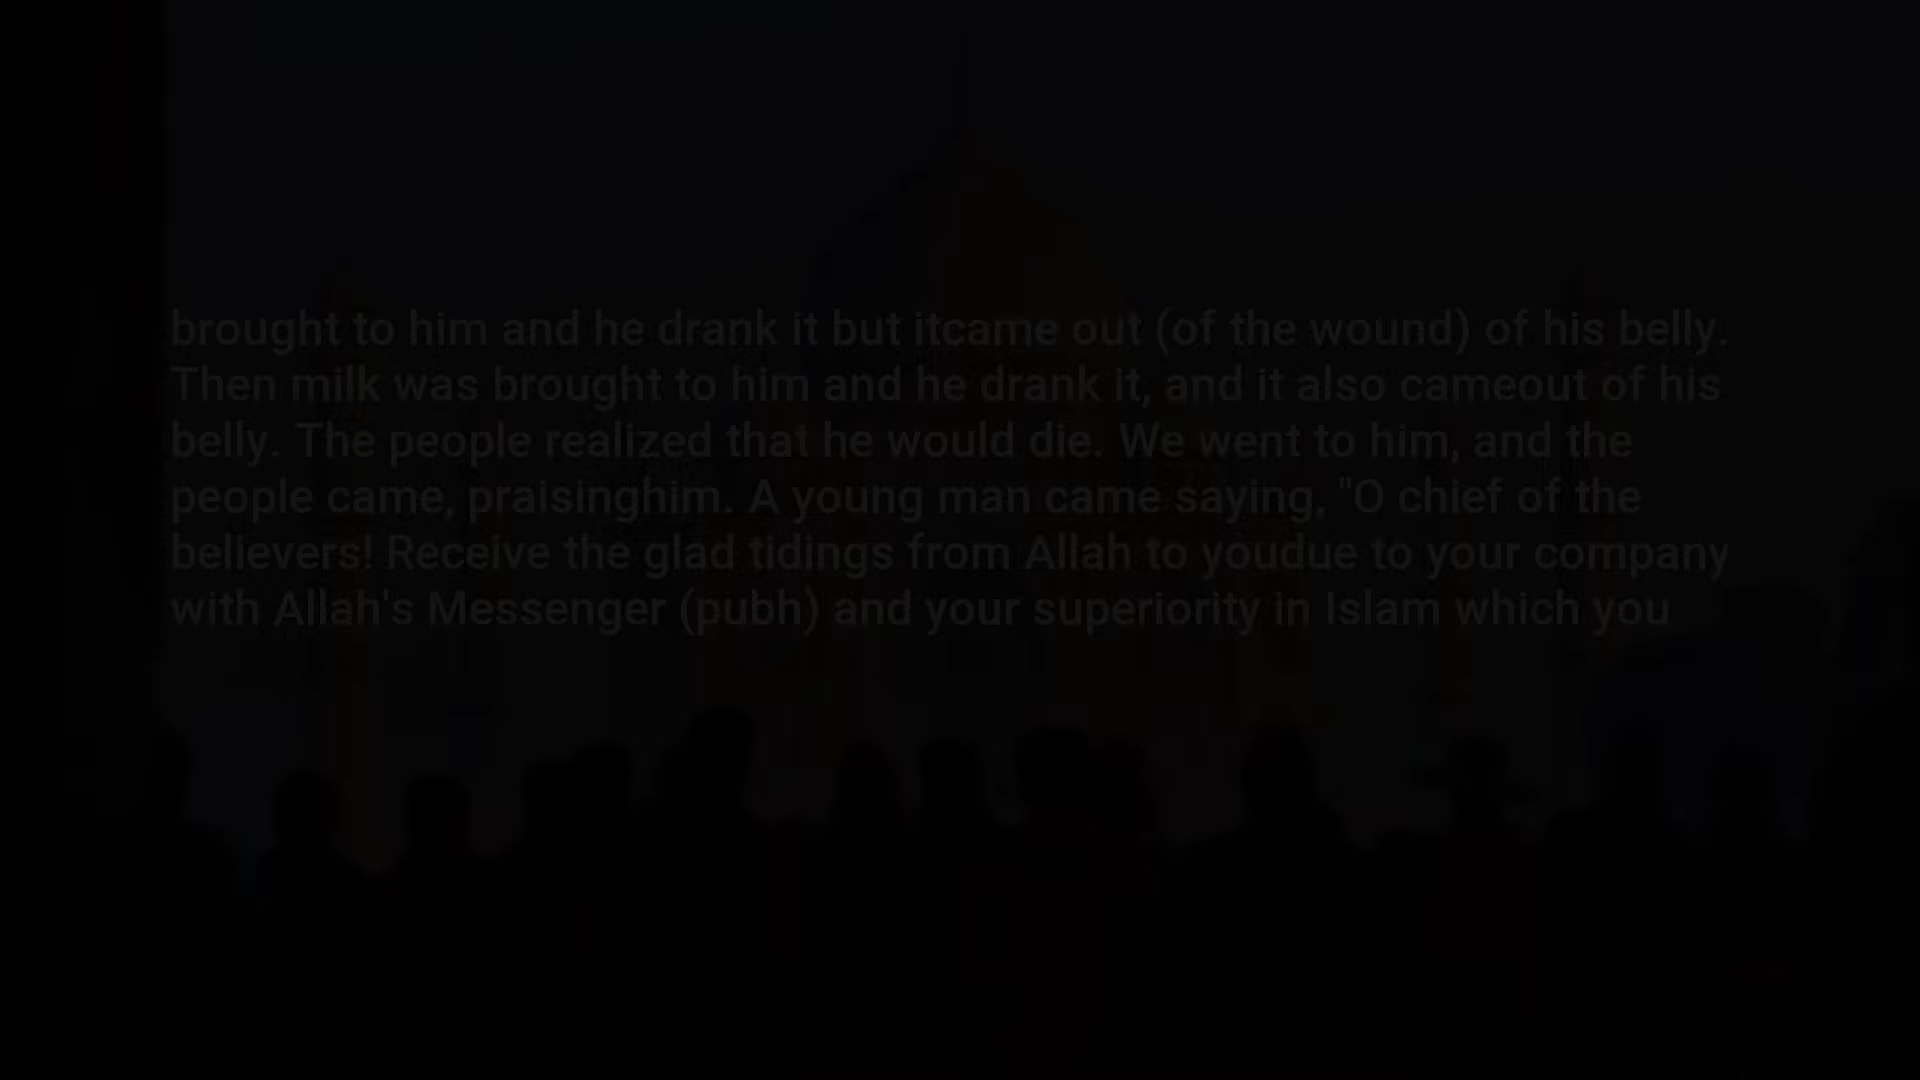 brought to him and he drank it but itcame out (of the wound) of his belly.
Then milk was brought to him and he drank it, and it also cameout of his
belly. The people realized that he would die. We went to him, and the
people came, praisinghim. A young man came saying, "O chief of the
believers! Receive the glad tidings from Allah to youdue to your company
with Allah's Messenger (pubh) and your superiority in Islam which you